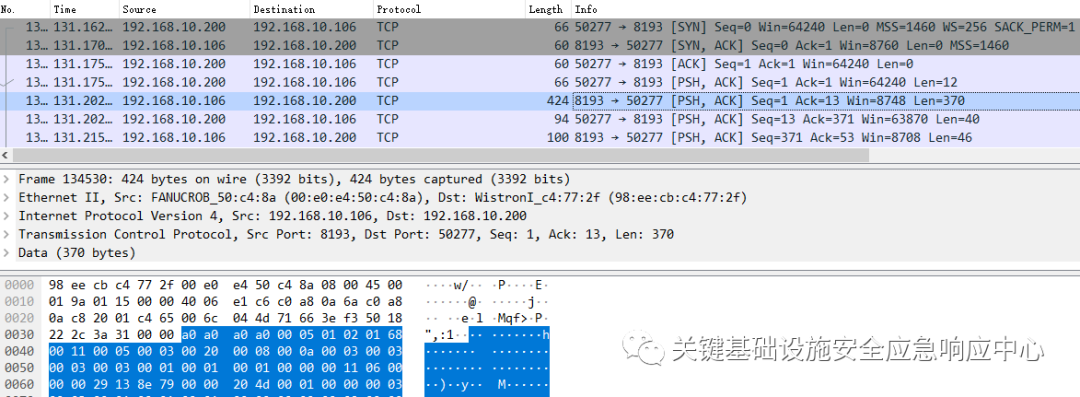 No. Time Source Destination Protocol Length Info
13… 131.162… 192.168.10.200 192.168.10.106 TCP 66 50277 → 8193 [SYN] Seq=0 Win=64240 Len=0 MSS=1460 WS=256 SACK_PERM=1
13… 131.170… 192.168.10.106 192.168.10.200 TCP 60 8193 → 50277 [SYN, ACK] Seq=0 Ack=1 Win=8760 Len=0 MSS=1460
13… 131.175… 192.168.10.200 192.168.10.106 TCP 60 50277 → 8193 [ACK] Seq=1 Ack=1 Win=64240 Len=0
13… 131.175… 192.168.10.200 192.168.10.106 TCP 66 50277 → 8193 [PSH, ACK] Seq=1 Ack=1 Win=64240 Len=12
13… 131.202… 192.168.10.106 192.168.10.200 TCP 424 8193 → 50277 [PSH, ACK] Seq=1 Ack=13 Win=8748 Len=370
13… 131.202… 192.168.10.200 192.168.10.106 TCP 94 50277 → 8193 [PSH, ACK] Seq=13 Ack=371 Win=63870 Len=40
13… 131.215… 192.168.10.106 192.168.10.200 TCP 100 8193 → 50277 [PSH, ACK] Seq=371 Ack=53 Win=8708 Len=46
Frame 134530: 424 bytes on wire (3392 bits), 424 bytes captured (3392 bits)
Ethernet II, Src: FANUCROB_50:c4:8a (00:e0:e4:50:c4:8a), Dst: WistronI_c4:77:2f (98:ee:cb:c4:77:2f)
Internet Protocol Version 4, Src: 192.168.10.106, Dst: 192.168.10.200
Transmission Control Protocol, Src Port: 8193, Dst Port: 50277, Seq: 1, Ack: 13, Len: 370
Data (370 bytes)
0000 98 ee cb c4 77 2f 00 e0 e4 50 c4 8a 08 00 45 00 ····w/·· ·P····E·
0010 01 9a 01 15 00 00 40 06 e1 c6 c0 a8 0a 6a c0 a8 ······@· ·····j··
0020 0a c8 20 01 c4 65 00 6c 04 4d 71 66 3e f3 50 18 ·· ··e·l ·Mqf>·P·
0030 22 2c 3a 31 00 00 a0 a0 a0 a0 00 05 01 02 01 68 ",:1···· ·······h
0040 00 11 00 05 00 03 00 20 00 08 00 0a 00 03 00 03 ······· ········
0050 00 03 00 03 00 01 00 01 00 01 00 00 00 11 06 00 ········ ········
0060 00 00 29 13 8e 79 00 00 20 4d 00 01 00 00 00 03 ··)··y·· M······
关键基础设施安全应急响应中心